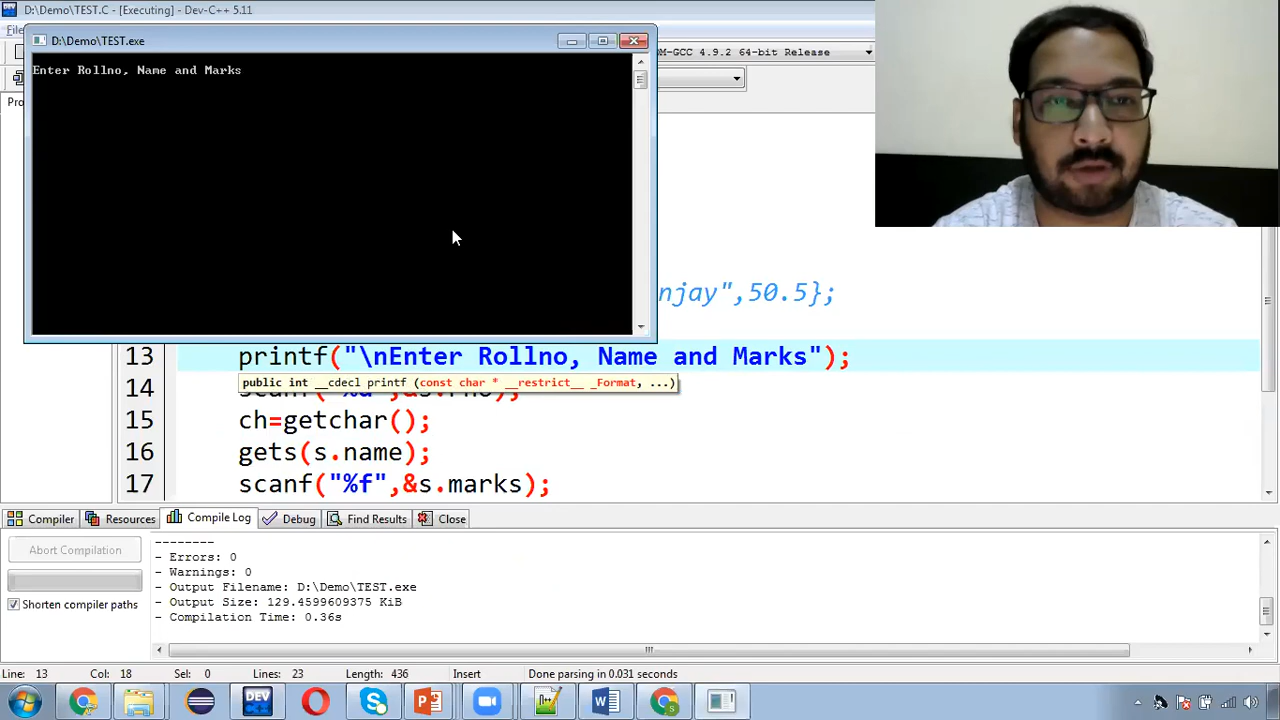 D:\Demo\TEST.C - [Executing] - Dev-C++ 5.11
File
D:\Demo\TEST.exe
M-GCC 4.9.2 64-bit Release
Enter Rollno, Name and Marks
njay",50.5};
13 printf("\nEnter Rollno, Name and Marks");
public int __cdecl printf (const char * __restrict__ _Format, ...)
14
15 ch=getchar();
16 gets(s.name);
17 scanf("%f",&s.marks);
Compiler Resources Compile Log Debug Find Results Close
Abort Compilation
Shorten compiler paths
--------
- Errors: 0
- Warnings: 0
- Output Filename: D:\Demo\TEST.exe
- Output Size: 129.4599609375 KiB
- Compilation Time: 0.36s
Line: 13 Col: 18 Sel: 0 Lines: 23 Length: 436 Insert Done parsing in 0.031 seconds
DEV C++